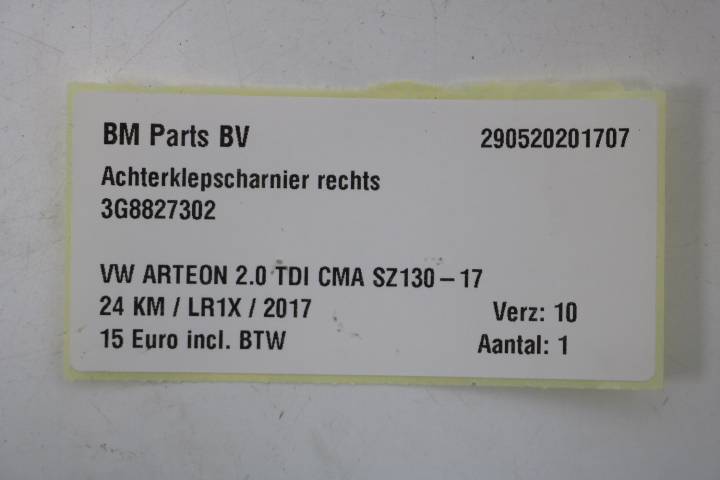 BM Parts BV 290520201707
Achterklepscharnier rechts
3G8827302
VW ARTEON 2.0 TDI CMA SZ130-17
24 KM / LR1X / 2017 Verz: 10
15 Euro incl. BTW Aantal: 1